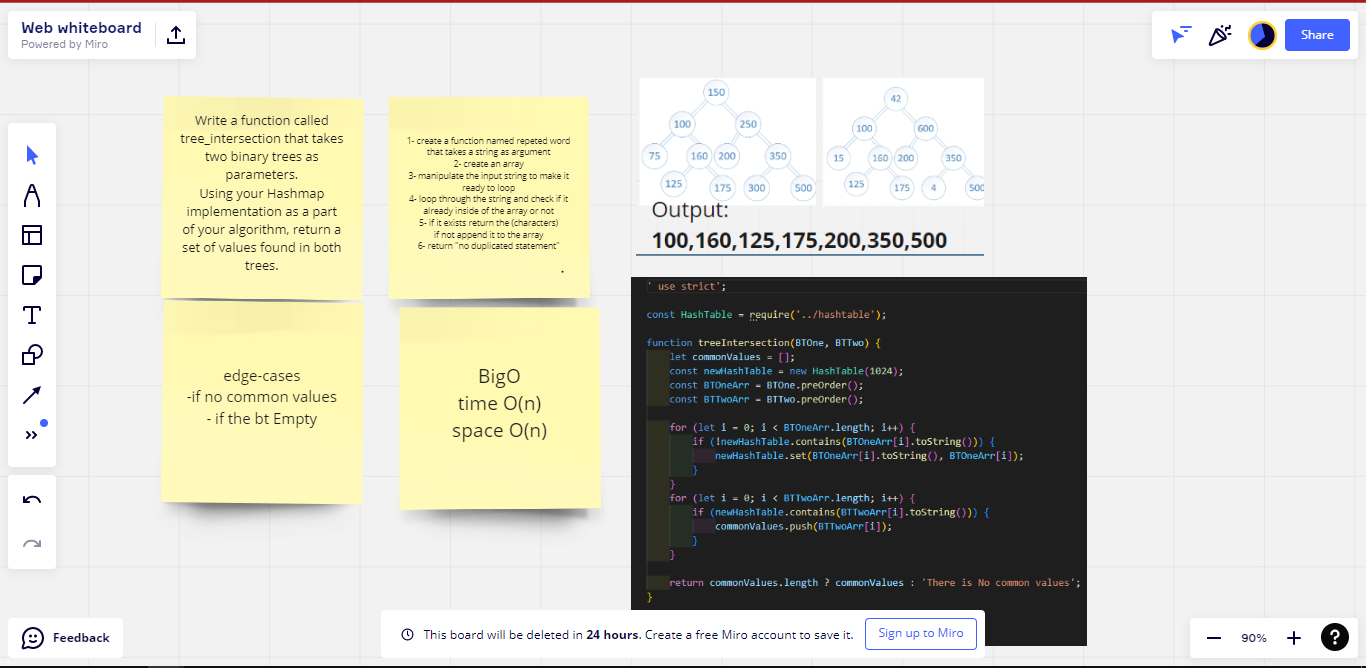 Web whiteboard
Powered by Miro
Share
Write a function called
tree_intersection that takes
two binary trees as
parameters.
Using your Hashmap
implementation as a part
of your algorithm, return a
set of values found in both
trees.
1- create a function named repeted word
that takes a string as argument
2- create an array
3- manipulate the input string to make it
ready to loop
4- loop through the string and check if it
already inside of the array or not
5- if it exists return the (characters)
if not append it to the array
6- return "no duplicated statement"
.
edge-cases
-if no common values
- if the bt Empty
BigO
time O(n)
space O(n)
150
100 250
75 160 200 350
125 175 300 500
42
100 600
15 160 200 350
125 175 4 500
Output:
100,160,125,175,200,350,500
' use strict';
const HashTable = require('../hashtable');
function treeIntersection(BTOne, BTTwo) {
let commonValues = [];
const newHashTable = new HashTable(1024);
const BTOneArr = BTOne.preOrder();
const BTTwoArr = BTTwo.preOrder();
for (let i = 0; i < BTOneArr.length; i++) {
if (!newHashTable.contains(BTOneArr[i].toString())) {
newHashTable.set(BTOneArr[i].toString(), BTOneArr[i]);
}
}
for (let i = 0; i < BTTwoArr.length; i++) {
if (newHashTable.contains(BTTwoArr[i].toString())) {
commonValues.push(BTTwoArr[i]);
}
}
return commonValues.length ? commonValues : 'There is No common values';
}
Feedback
This board will be deleted in 24 hours. Create a free Miro account to save it.
Sign up to Miro
90%
?